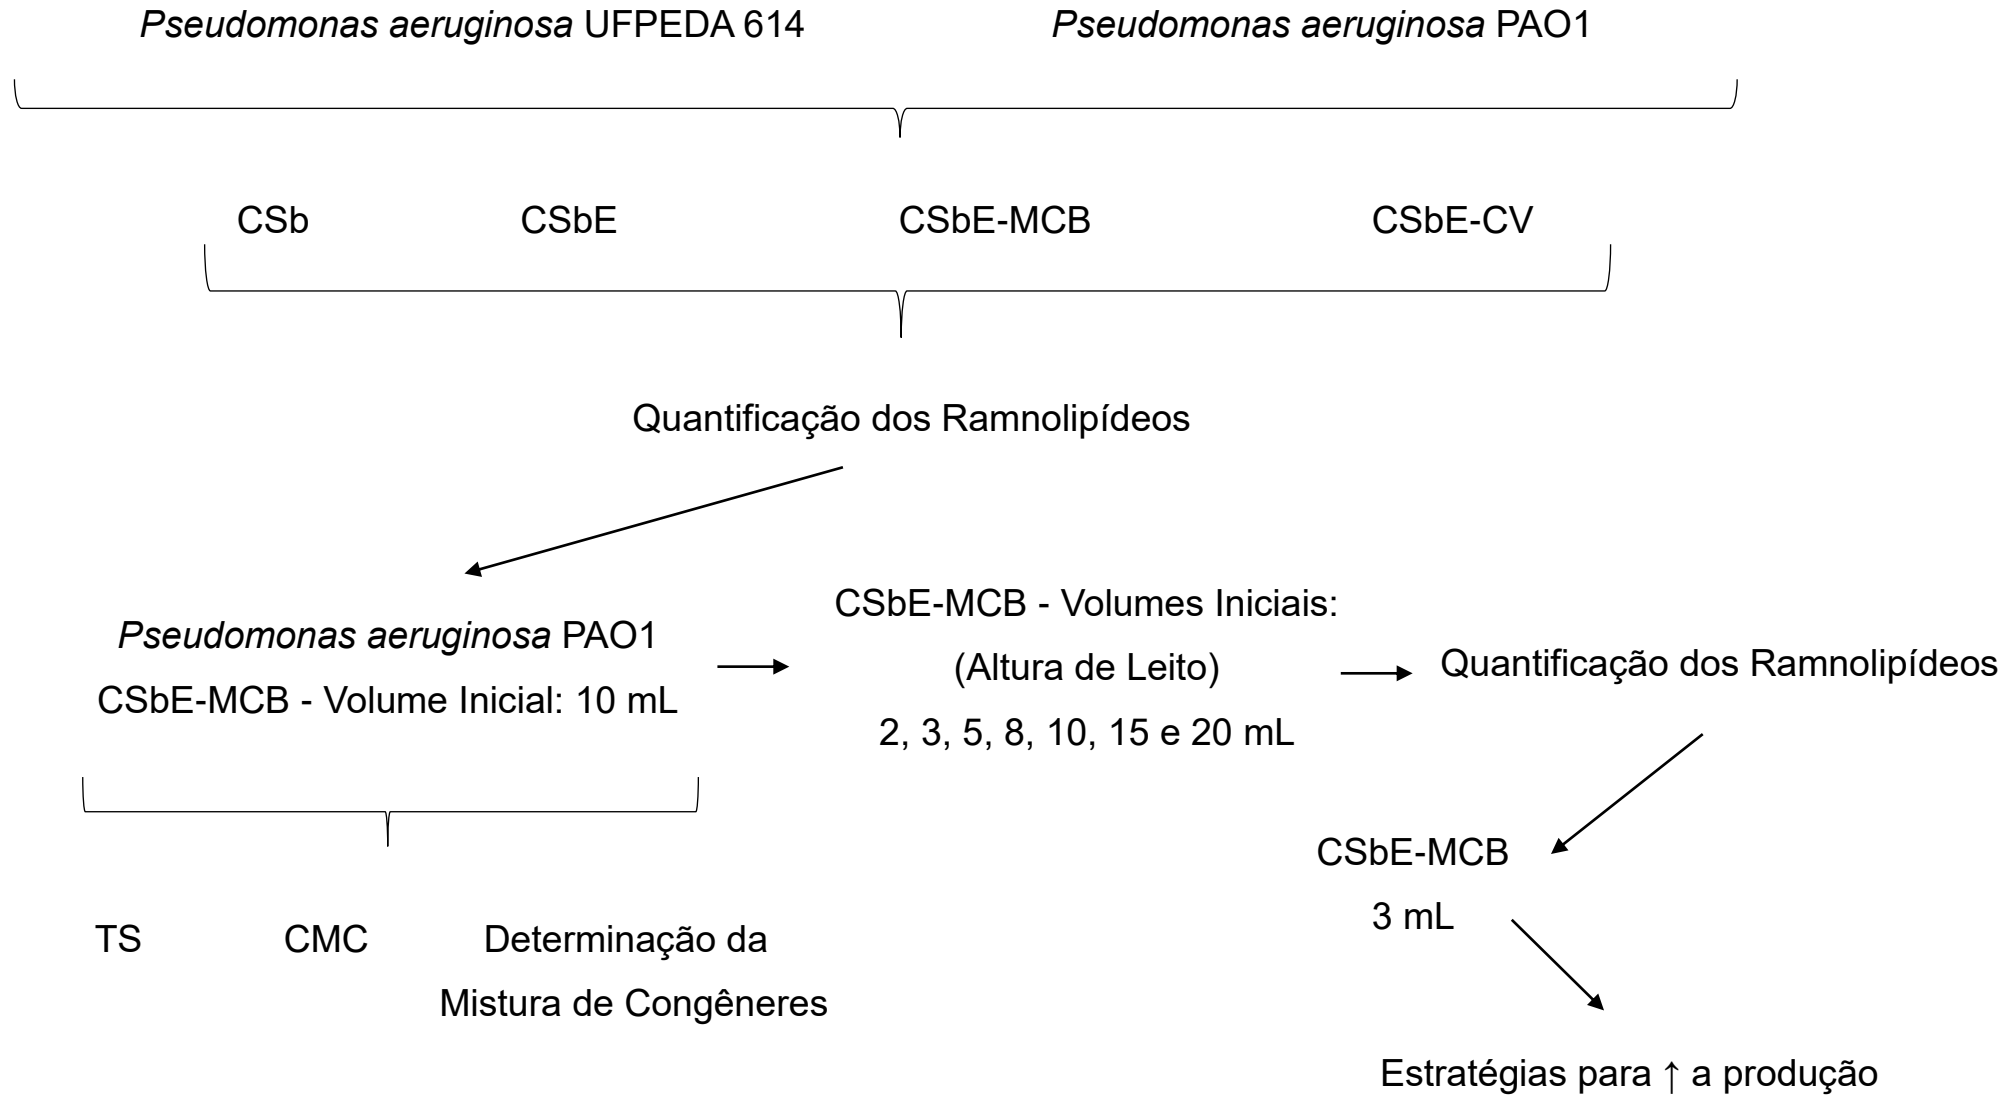 Pseudomonas aeruginosa UFPEDA 614
Pseudomonas aeruginosa PAO1
CSb
CSbE
CSbE-MCB
CSbE-CV
Quantificação dos Ramnolipídeos
Pseudomonas aeruginosa PAO1
CSbE-MCB - Volume Inicial: 10 mL
CSbE-MCB - Volumes Iniciais:
(Altura de Leito)
2, 3, 5, 8, 10, 15 e 20 mL
Quantificação dos Ramnolipídeos
TS
CMC
Determinação da
Mistura de Congêneres
CSbE-MCB
3 mL
Estratégias para ↑ a produção